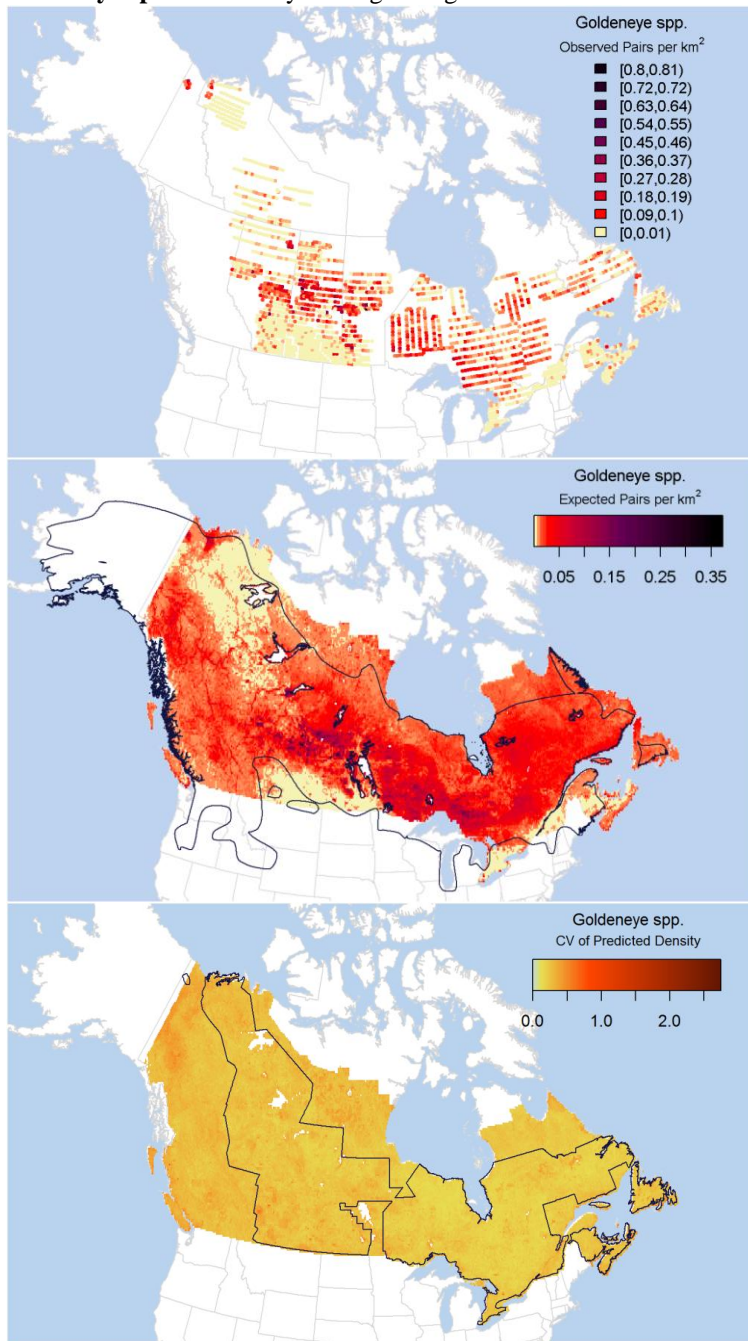 Goldeneye spp.
Observed Pairs per km²
[0.8,0.81)
[0.72,0.72)
[0.63,0.64)
[0.54,0.55)
[0.45,0.46)
[0.36,0.37)
[0.27,0.28)
[0.18,0.19)
[0.09,0.1)
[0,0.01)
Goldeneye spp.
Expected Pairs per km²
0.05 0.15 0.25 0.35
Goldeneye spp.
CV of Predicted Density
0.0 1.0 2.0